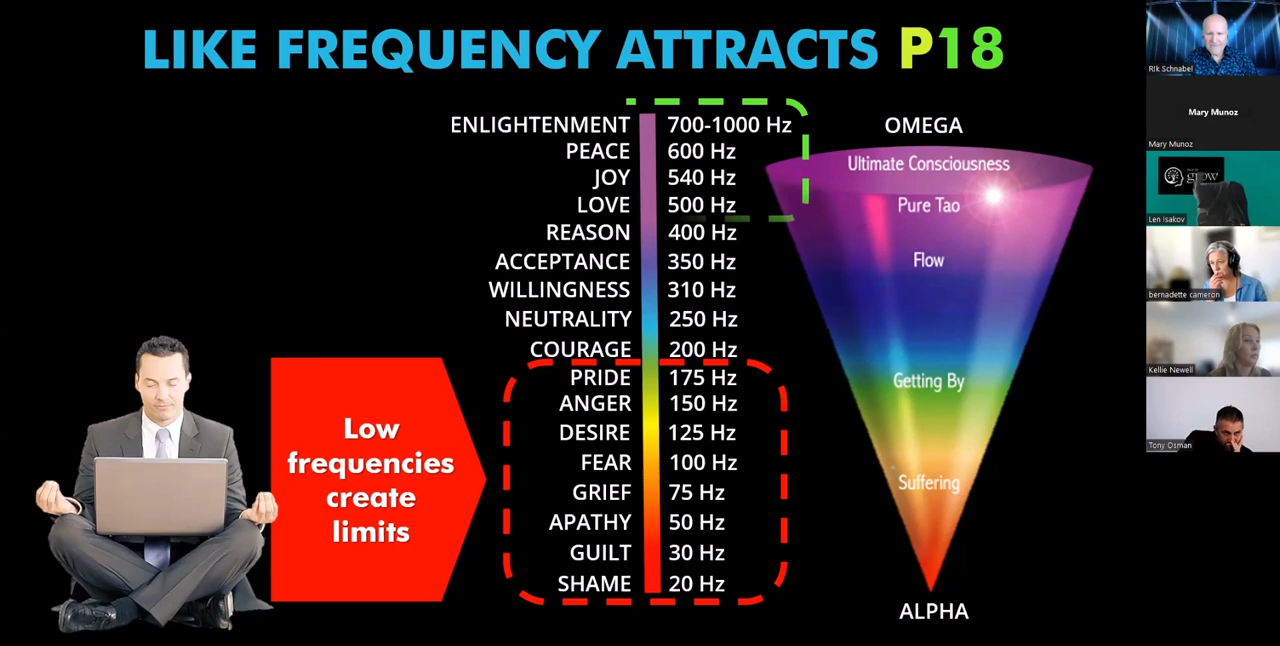 LIKE FREQUENCY ATTRACTS P18
ENLIGHTENMENT 700-1000 Hz
PEACE 600 Hz
JOY 540 Hz
LOVE 500 Hz
REASON 400 Hz
ACCEPTANCE 350 Hz
WILLINGNESS 310 Hz
NEUTRALITY 250 Hz
COURAGE 200 Hz
PRIDE 175 Hz
ANGER 150 Hz
DESIRE 125 Hz
FEAR 100 Hz
GRIEF 75 Hz
APATHY 50 Hz
GUILT 30 Hz
SHAME 20 Hz
Low
frequencies
create
limits
OMEGA
Ultimate Consciousness
Pure Tao
Flow
Getting By
Suffering
ALPHA
R!k Schnabel
Mary Munoz
Mary Munoz
grow
Len Isakov
bernadette cameron
Kellie Newell
Tony Osman